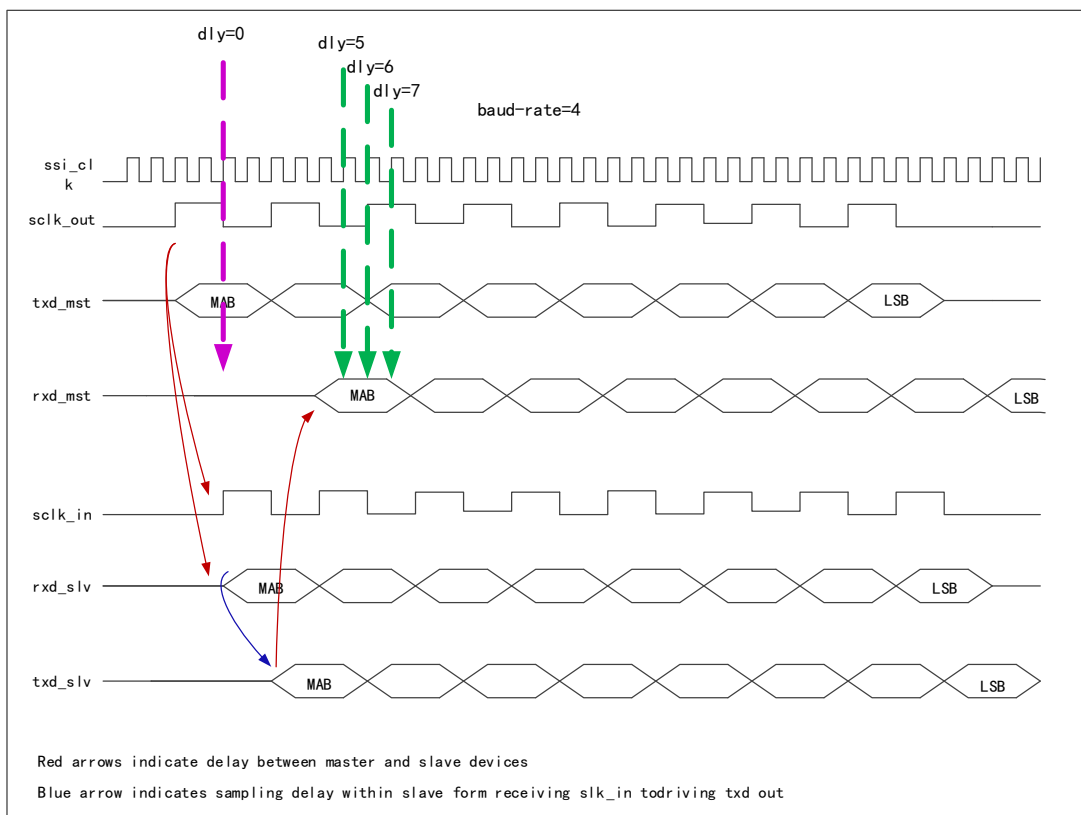 dly=0
dly=5
dly=6
dly=7
baud-rate=4
ssi_cl
k
sclk_out
txd_mst
MAB
LSB
rxd_mst
MAB
LSB
sclk_in
rxd_slv
MAB
LSB
txd_slv
MAB
LSB
Red arrows indicate delay between master and slave devices
Blue arrow indicates sampling delay within slave form receiving slk_in todriving txd out